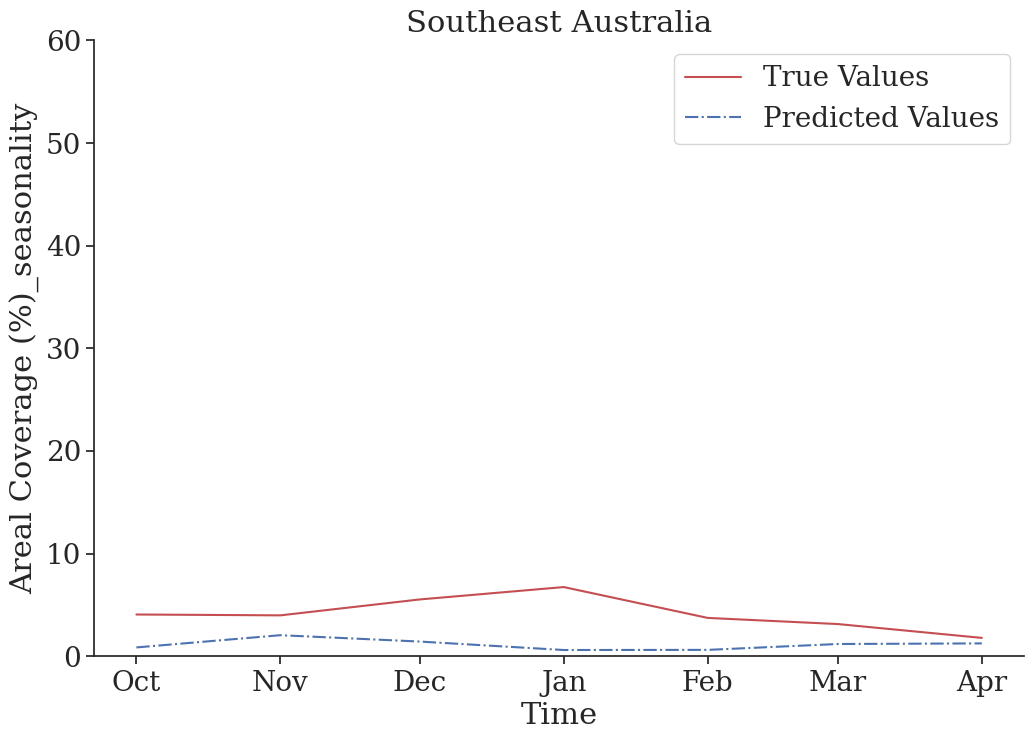 Southeast Australia
True Values
Predicted Values
Areal Coverage (%)_seasonality
60
50
40
30
20
10
0
Oct Nov Dec Jan Feb Mar Apr
Time